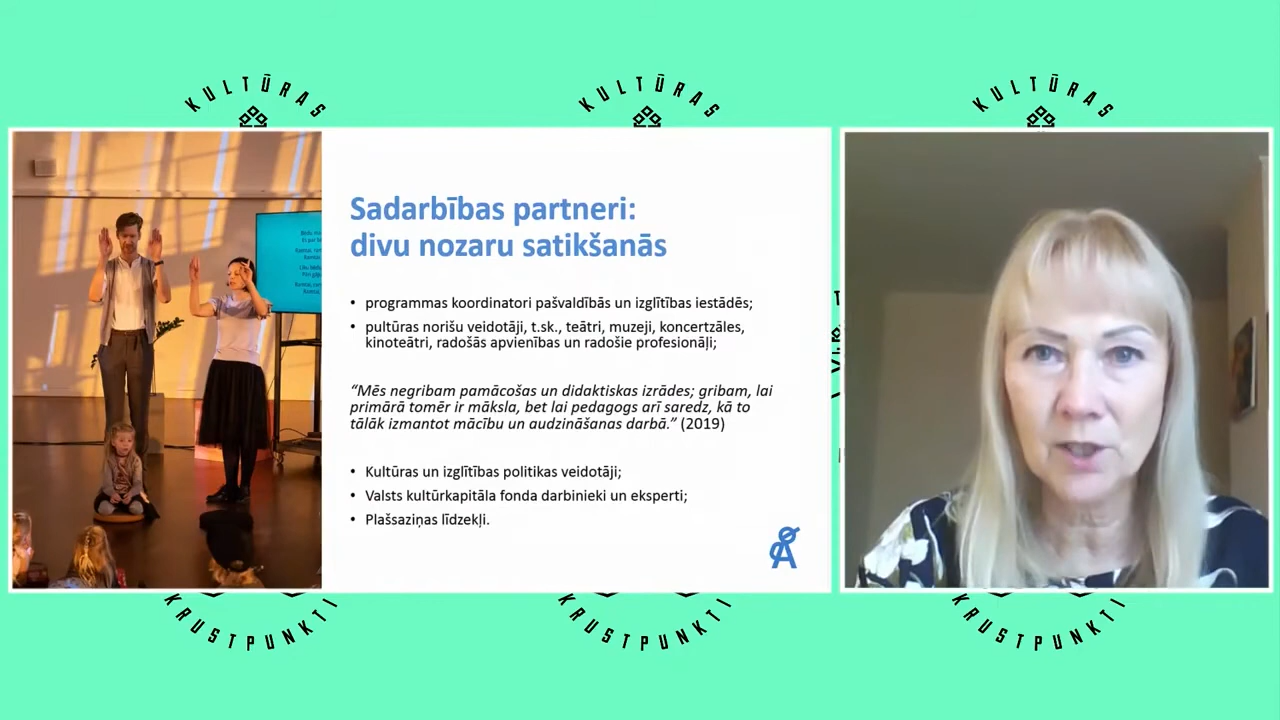 KULTŪRAS
KULTŪRAS
KULTŪRAS
Sadarbības partneri:
divu nozaru satikšanās
• programmas koordinatori pašvaldībās un izglītības iestādēs;
• pultūras norišu veidotāji, t.sk., teātri, muzeji, koncertzāles,
kinoteātri, radošās apvienības un radošie profesionāļi;
“Mēs negribam pamācošas un didaktiskas izrādes; gribam, lai
primārā tomēr ir māksla, bet lai pedagogs arī saredz, kā to
tālāk izmantot mācību un audzināšanas darbā.” (2019)
• Kultūras un izglītības politikas veidotāji;
• Valsts kultūrkapitāla fonda darbinieki un eksperti;
• Plašsaziņas līdzekļi.
KRUSTPUNKTI
KRUSTPUNKTI
KRUSTPUNKTI